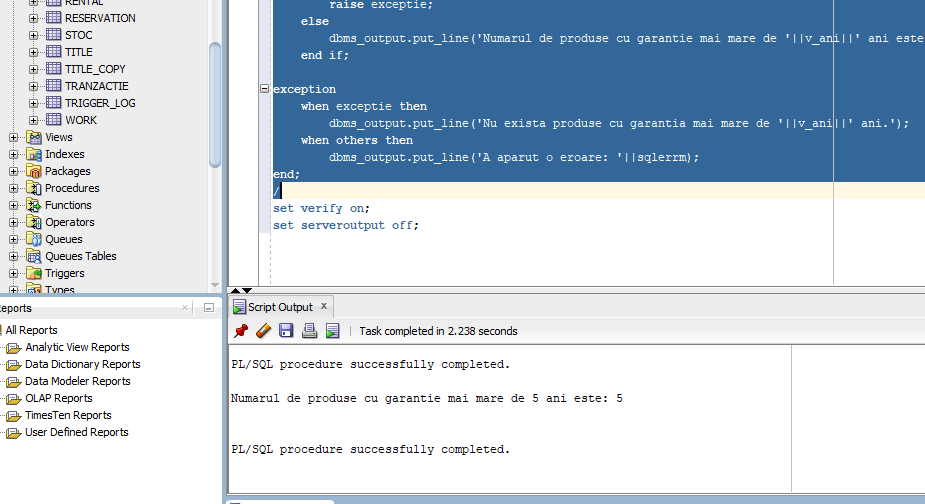 RENTAL
RESERVATION
STOC
TITLE
TITLE_COPY
TRANZACTIE
TRIGGER_LOG
WORK
Views
Indexes
Packages
Procedures
Functions
Operators
Queues
Queues Tables
Triggers
Types
eports
All Reports
Analytic View Reports
Data Dictionary Reports
Data Modeler Reports
OLAP Reports
TimesTen Reports
User Defined Reports
raise exceptie;
else
dbms_output.put_line('Numarul de produse cu garantie mai mare de '||v_ani||' ani este
end if;
exception
when exceptie then
dbms_output.put_line('Nu exista produse cu garantia mai mare de '||v_ani||' ani.');
when others then
dbms_output.put_line('A aparut o eroare: '||sqlerrm);
end;
/
set verify on;
set serveroutput off;
Script Output x
Task completed in 2.238 seconds
PL/SQL procedure successfully completed.
Numarul de produse cu garantie mai mare de 5 ani este: 5
PL/SQL procedure successfully completed.